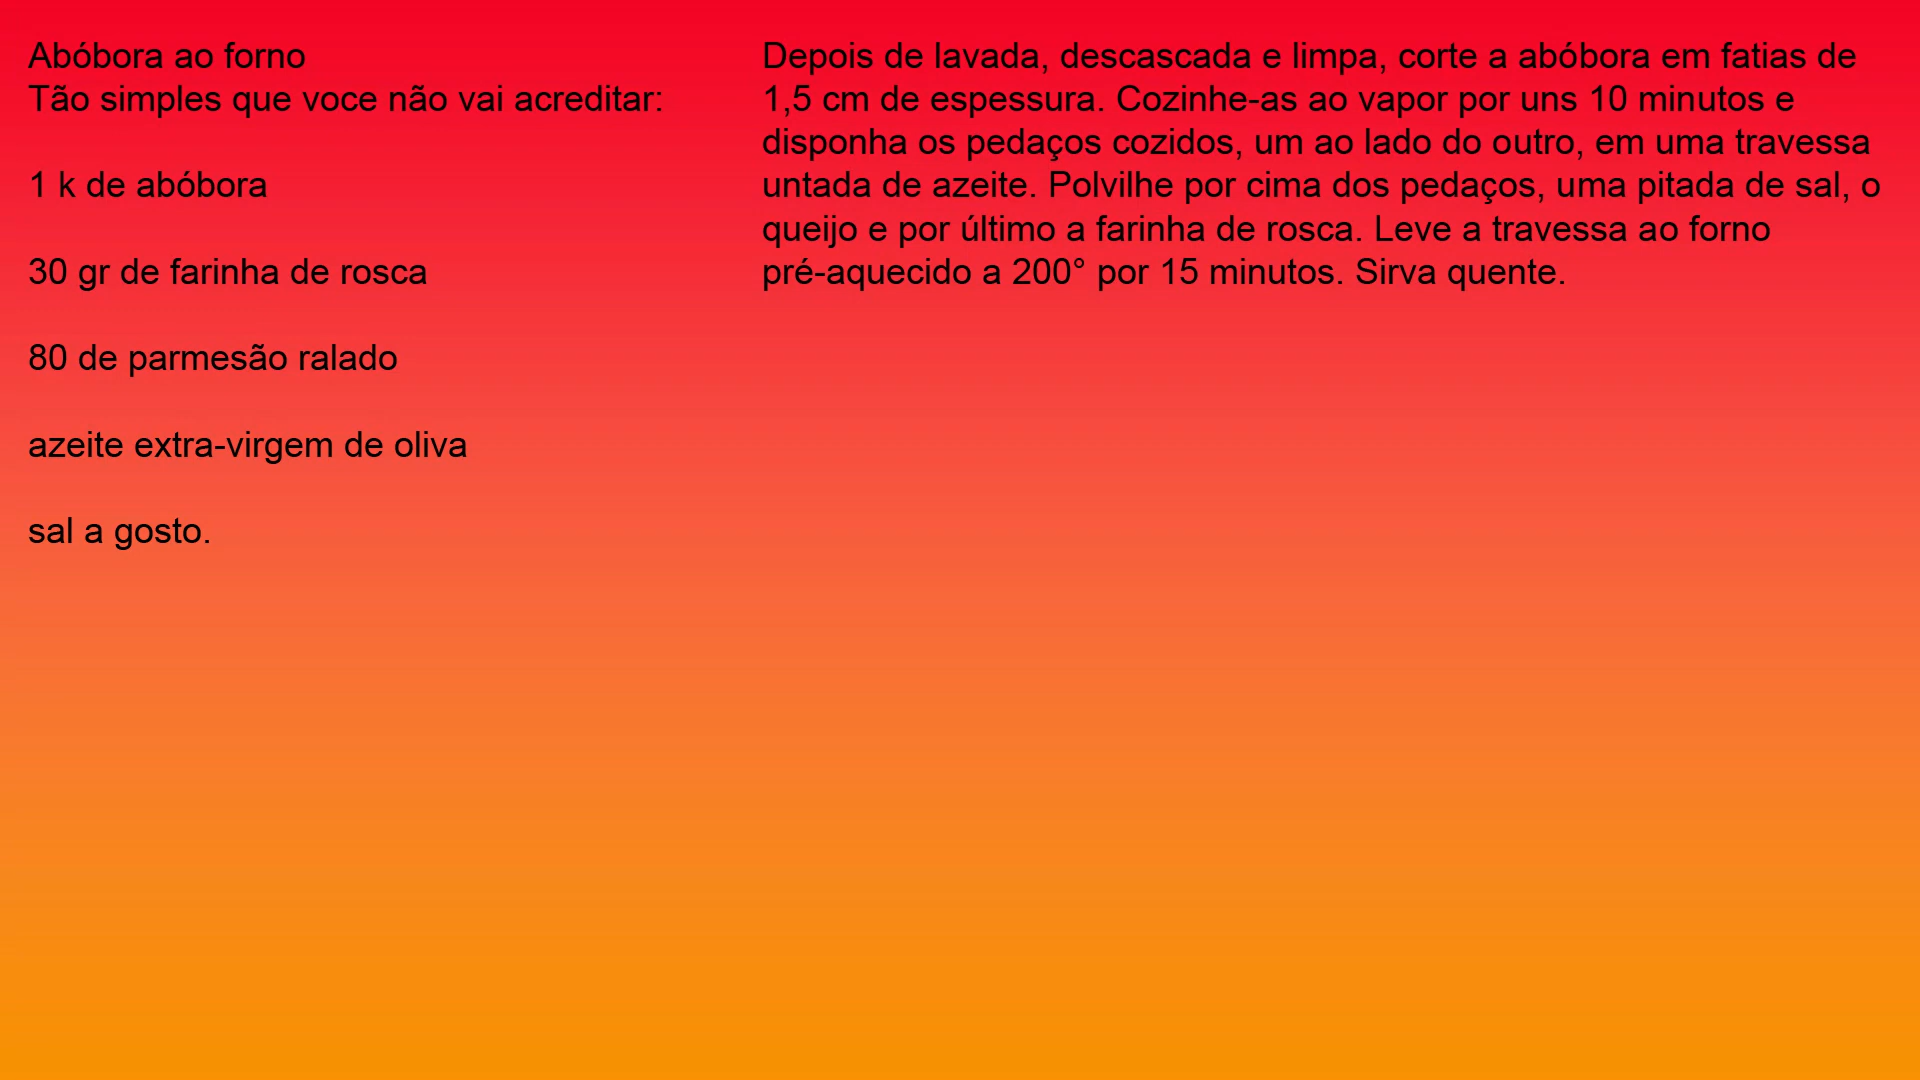 Abóbora ao forno
Tão simples que voce não vai acreditar:
1 k de abóbora
30 gr de farinha de rosca
80 de parmesão ralado
azeite extra-virgem de oliva
sal a gosto.
Depois de lavada, descascada e limpa, corte a abóbora em fatias de
1,5 cm de espessura. Cozinhe-as ao vapor por uns 10 minutos e
disponha os pedaços cozidos, um ao lado do outro, em uma travessa
untada de azeite. Polvilhe por cima dos pedaços, uma pitada de sal, o
queijo e por último a farinha de rosca. Leve a travessa ao forno
pré-aquecido a 200° por 15 minutos. Sirva quente.